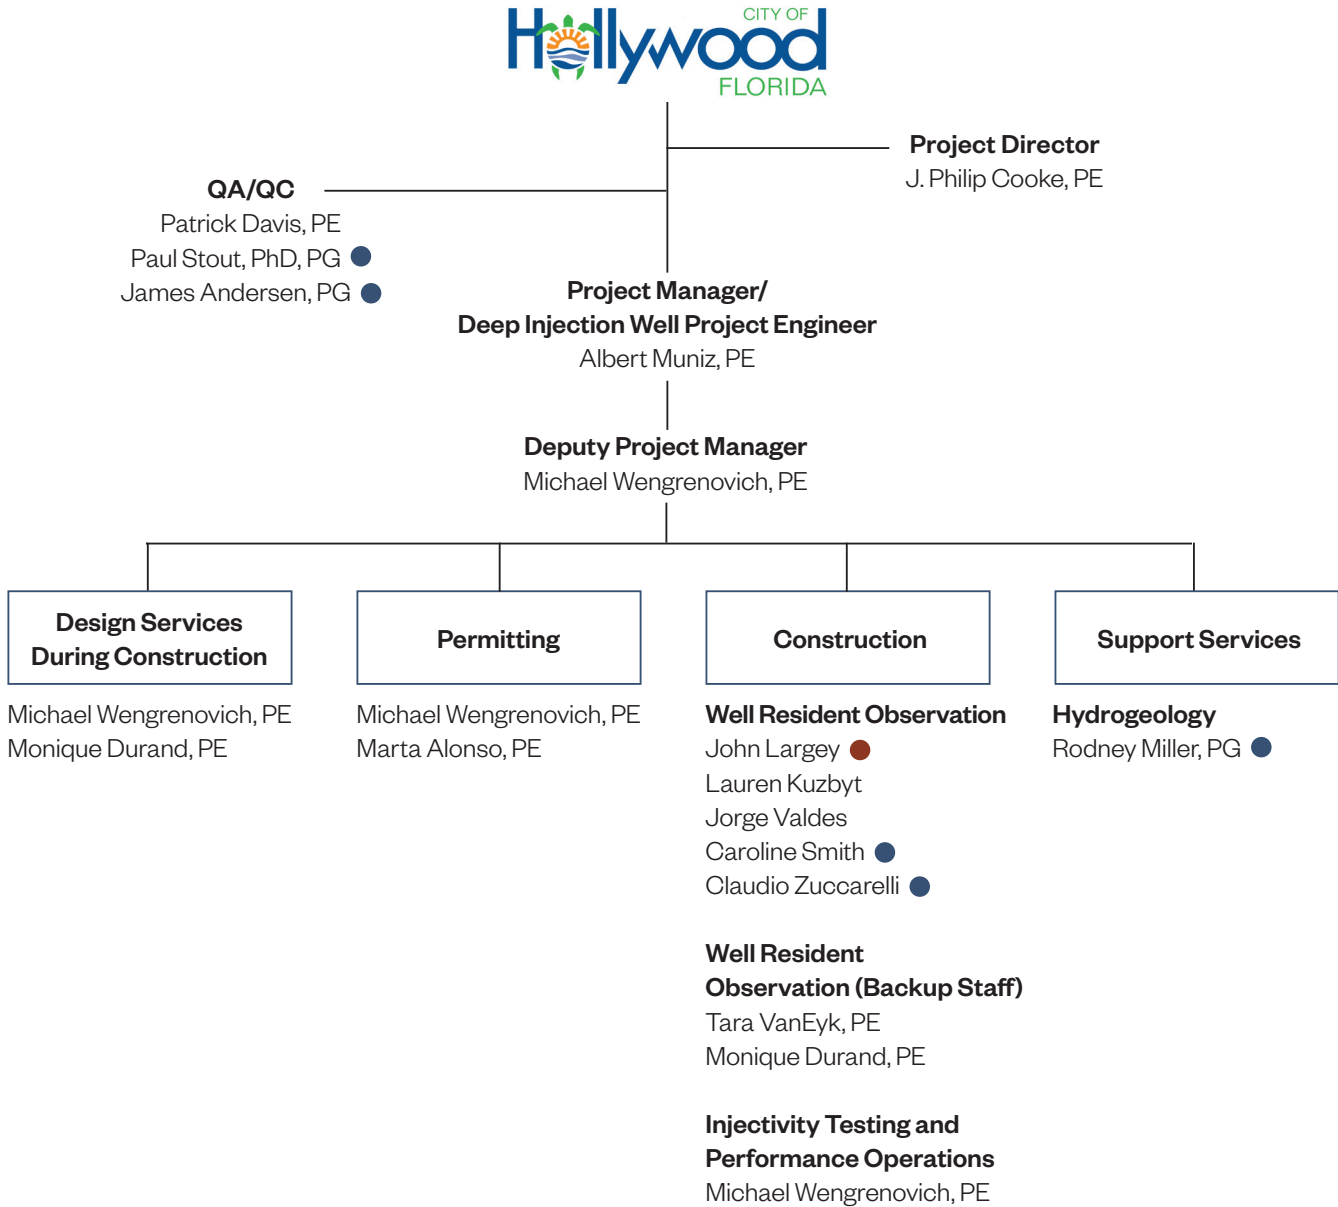 CITY OF
Hollywood
FLORIDA
Project Director
J. Philip Cooke, PE
QA/QC
Patrick Davis, PE
Paul Stout, PhD, PG
James Andersen, PG
Project Manager/
Deep Injection Well Project Engineer
Albert Muniz, PE
Deputy Project Manager
Michael Wengrenovich, PE
Design Services
During Construction
Michael Wengrenovich, PE
Monique Durand, PE
Permitting
Michael Wengrenovich, PE
Marta Alonso, PE
Construction
Well Resident Observation
John Largey
Lauren Kuzbyt
Jorge Valdes
Caroline Smith
Claudio Zuccarelli
Well Resident
Observation (Backup Staff)
Tara VanEyk, PE
Monique Durand, PE
Injectivity Testing and
Performance Operations
Michael Wengrenovich, PE
Support Services
Hydrogeology
Rodney Miller, PG